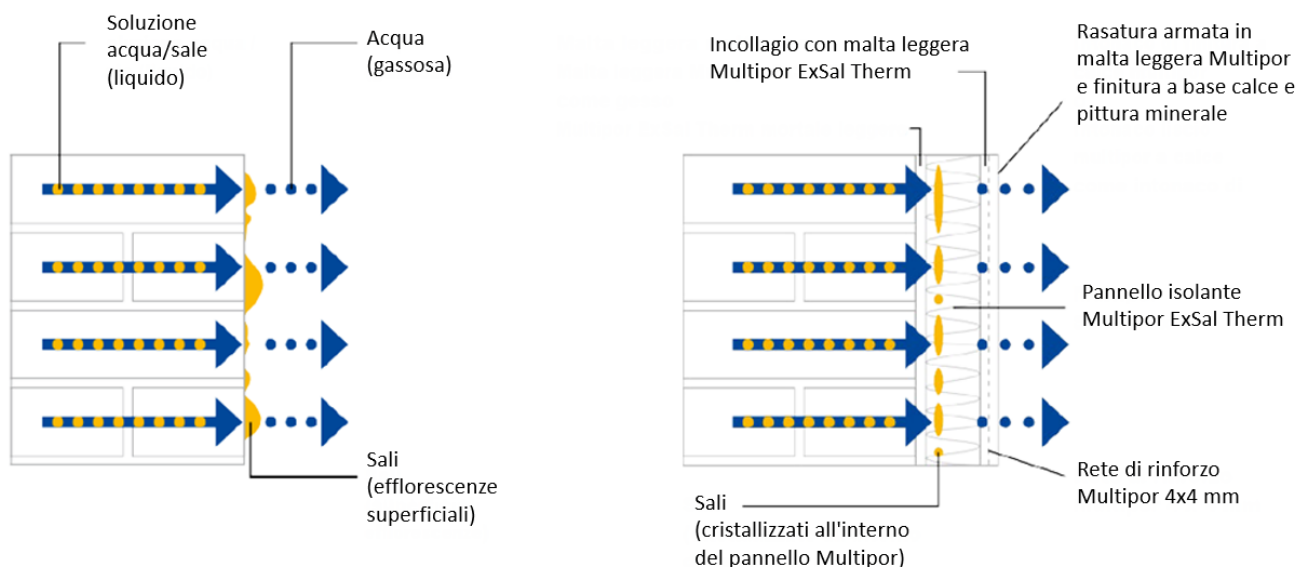 Soluzione
acqua/sale
(liquido)
Acqua
(gassosa)
Sali
(efflorescenze
superficiali)
Incollagio con malta leggera
Multipor ExSal Therm
Rasatura armata in
malta leggera Multipor
e finitura a base calce e
pittura minerale
Pannello isolante
Multipor ExSal Therm
Rete di rinforzo
Multipor 4x4 mm
Sali
(cristallizzati all'interno
del pannello Multipor)